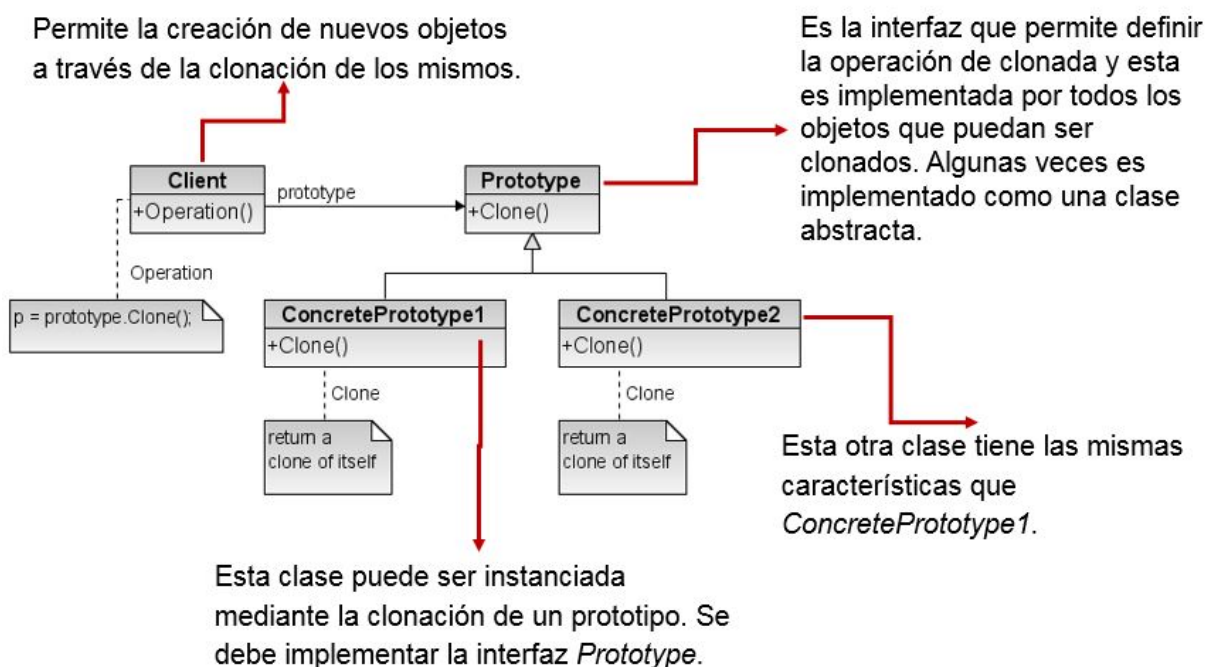 Permite la creación de nuevos objetos
a través de la clonación de los mismos.
Es la interfaz que permite definir
la operación de clonada y esta
es implementada por todos los
objetos que puedan ser
clonados. Algunas veces es
implementado como una clase
abstracta.
Client
+Operation()
prototype
Prototype
+Clone()
Operation
p = prototype.Clone();
ConcretePrototype1
+Clone()
ConcretePrototype2
+Clone()
Clone
return a
clone of itself
Clone
return a
clone of itself
Esta otra clase tiene las mismas
características que
ConcretePrototype1.
Esta clase puede ser instanciada
mediante la clonación de un prototipo. Se
debe implementar la interfaz Prototype.